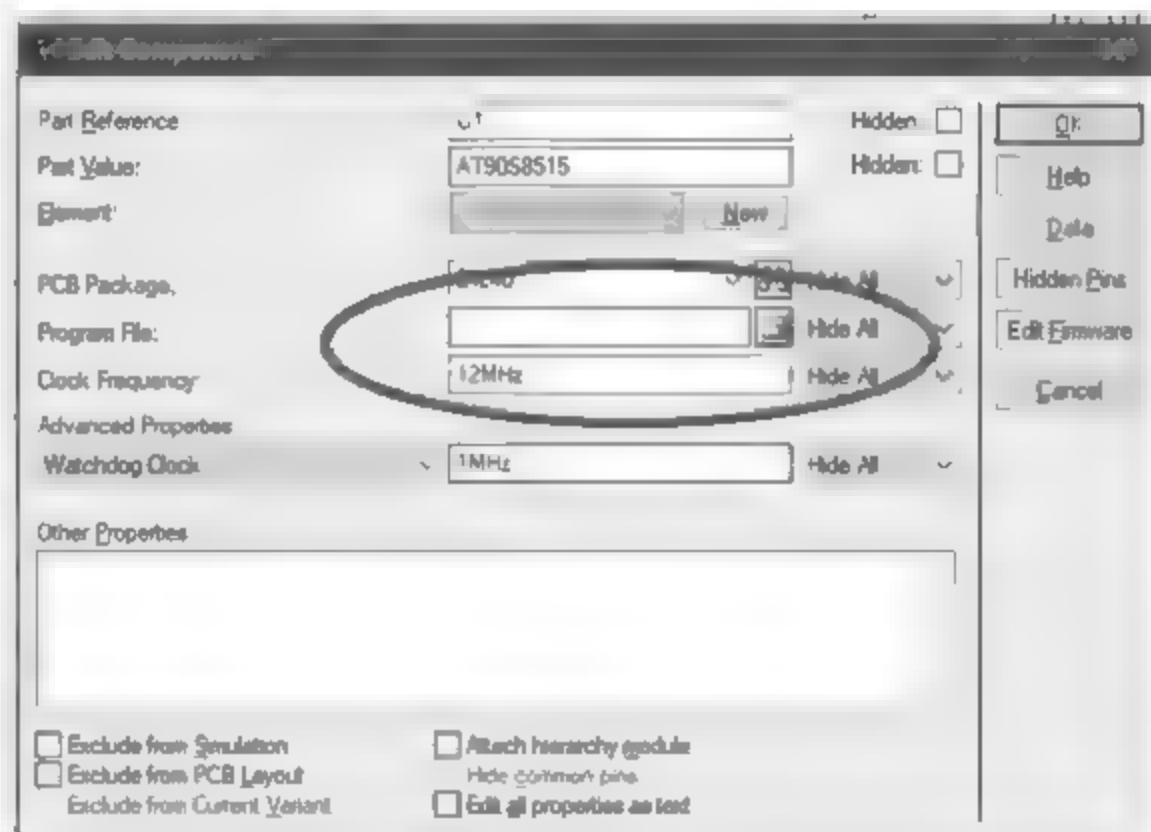 Edit Component
Part Reference Hidden:
Part Value: AT90S8515 Hidden:
Element: New
PCB Package: Hide All
Program File: Hide All
Clock Frequency: 12MHz Hide All
Advanced Properties
Watchdog Clock 1MHz Hide All
Other Properties
Exclude from Simulation Attach hierarchy module
Exclude from PCB Layout Hide common pins
Exclude from Current Variant Edit all properties as text
OK
Help
Data
Hidden Pins
Edit Firmware
Cancel